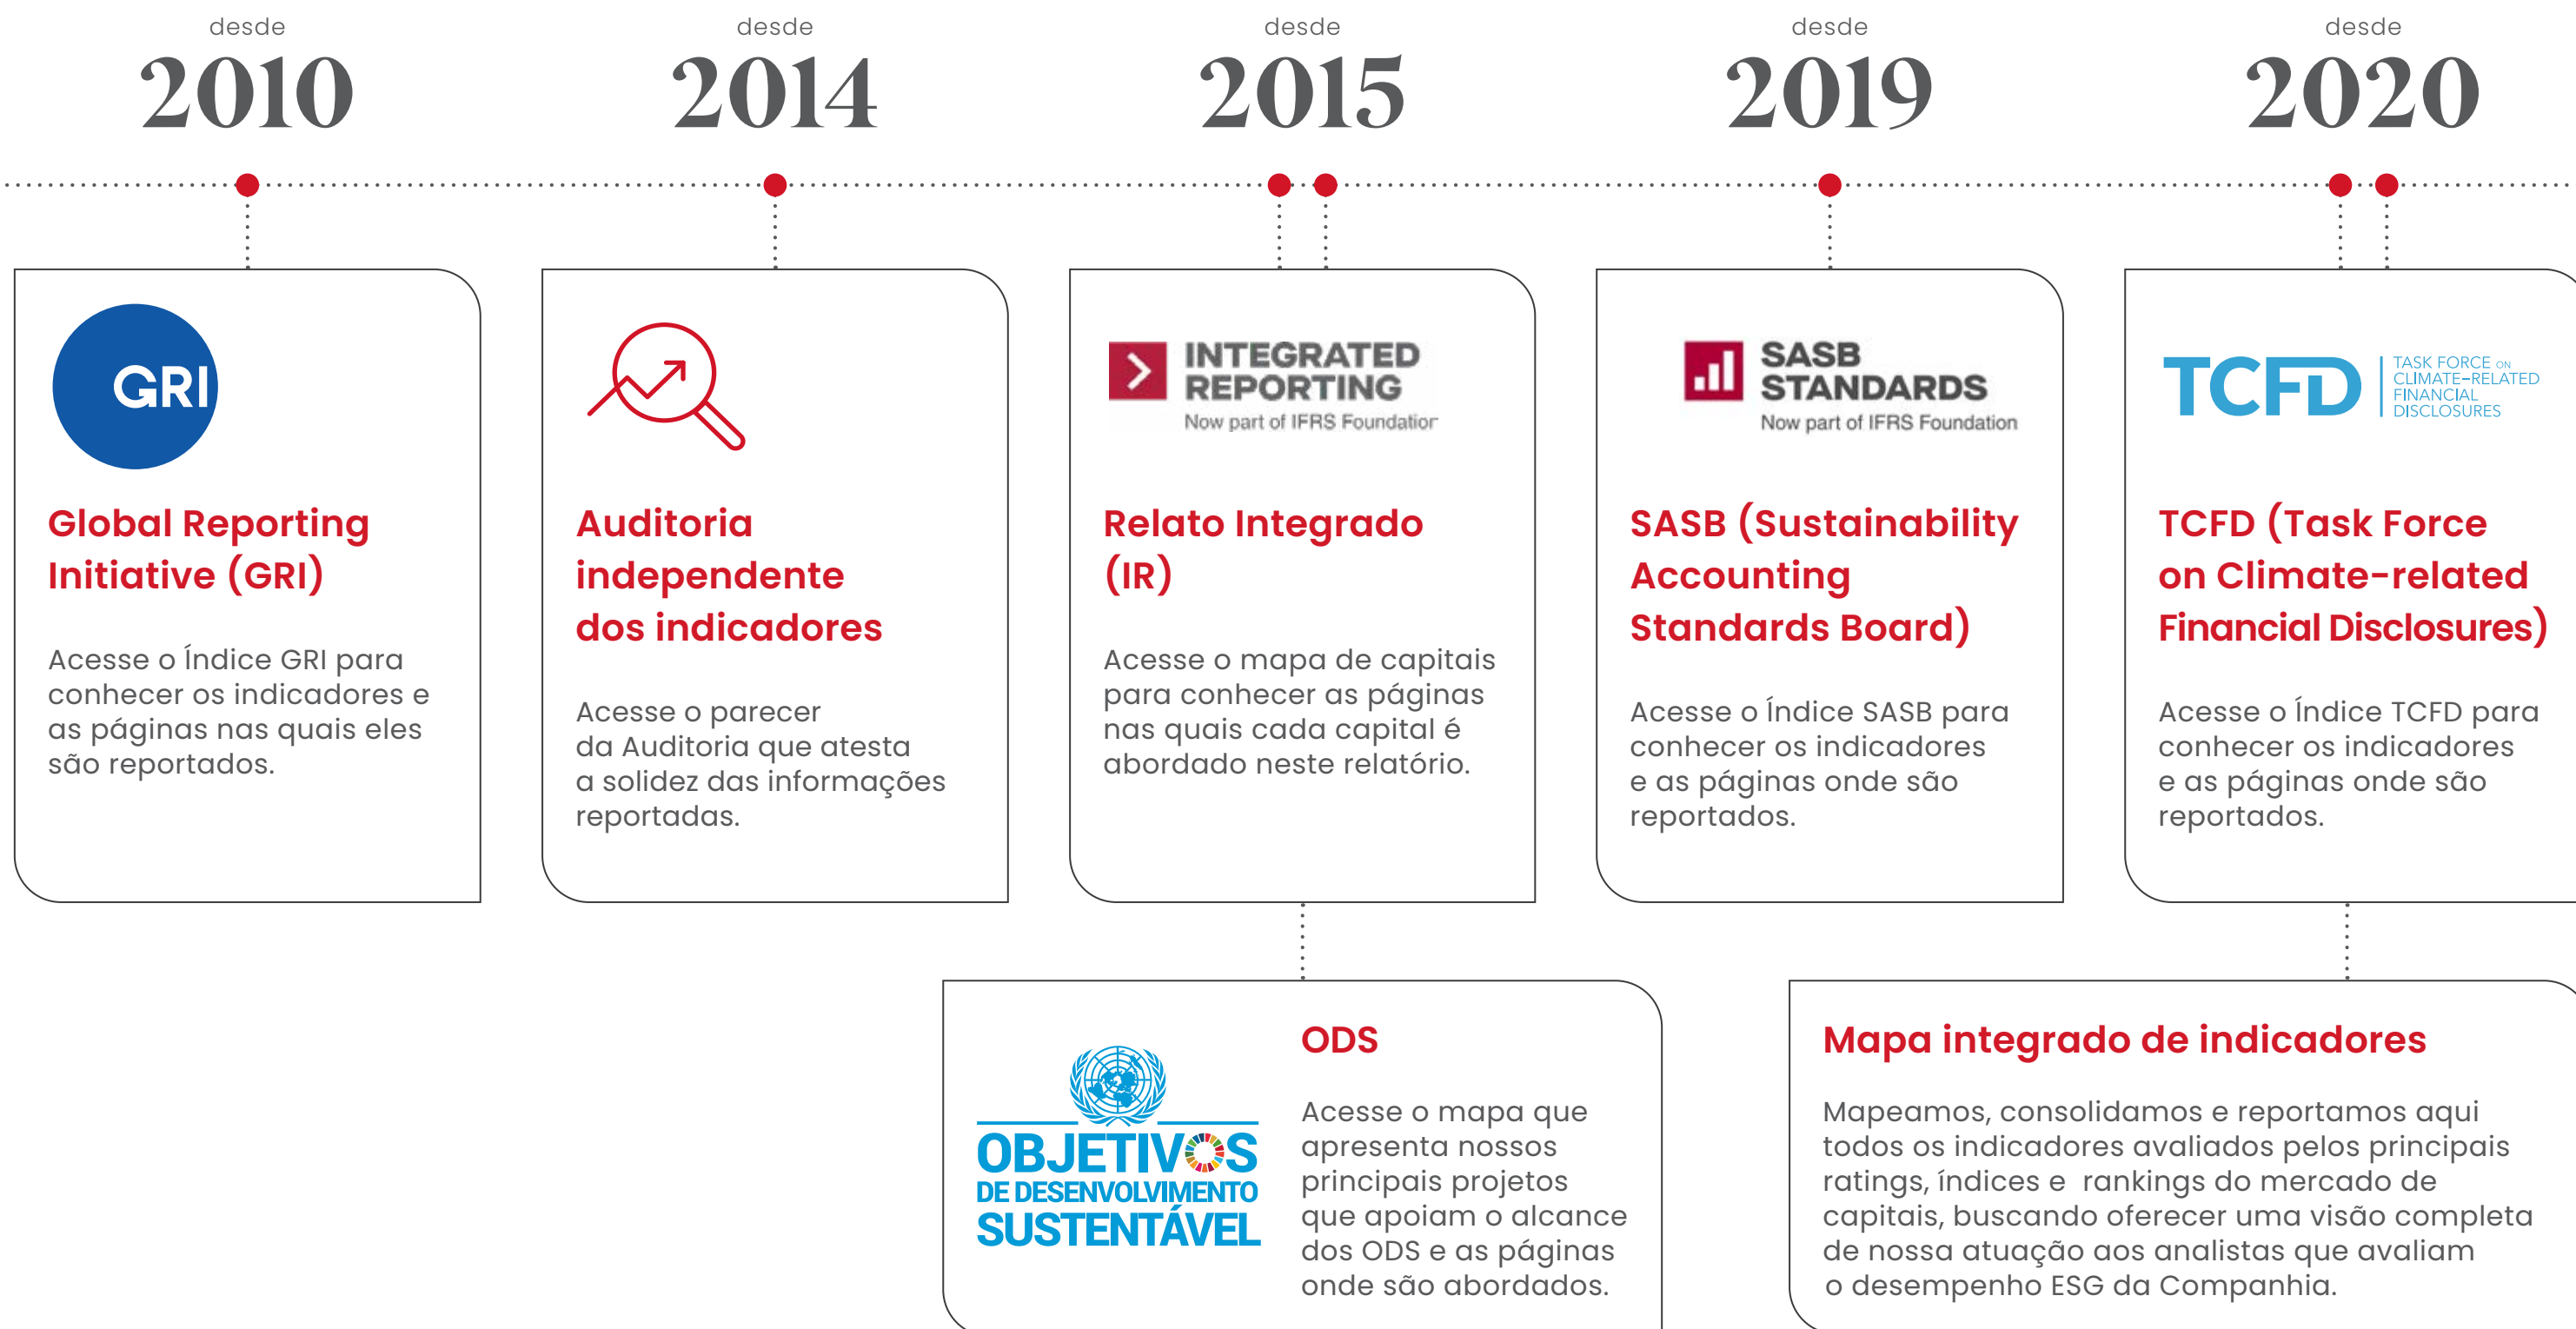 desde
2010
desde
2014
desde
2015
desde
2019
desde
2020
GRI
Global Reporting
Initiative (GRI)
Acesse o Índice GRI para
conhecer os indicadores e
as páginas nas quais eles
são reportados.
Auditoria
independente
dos indicadores
Acesse o parecer
da Auditoria que atesta
a solidez das informações
reportadas.
INTEGRATED
REPORTING
Now part of IFRS Foundation
Relato Integrado
(IR)
Acesse o mapa de capitais
para conhecer as páginas
nas quais cada capital é
abordado neste relatório.
SASB
STANDARDS
Now part of IFRS Foundation
SASB (Sustainability
Accounting
Standards Board)
Acesse o Índice SASB para
conhecer os indicadores
e as páginas onde são
reportados.
TCFD
TASK FORCE ON
CLIMATE-RELATED
FINANCIAL
DISCLOSURES
TCFD (Task Force
on Climate-related
Financial Disclosures)
Acesse o Índice TCFD para
conhecer os indicadores
e as páginas onde são
reportados.
OBJETIVOS
DE DESENVOLVIMENTO
SUSTENTÁVEL
ODS
Acesse o mapa que
apresenta nossos
principais projetos
que apoiam o alcance
dos ODS e as páginas
onde são abordados.
Mapa integrado de indicadores
Mapeamos, consolidamos e reportamos aqui
todos os indicadores avaliados pelos principais
ratings, índices e rankings do mercado de
capitais, buscando oferecer uma visão completa
de nossa atuação aos analistas que avaliam
o desempenho ESG da Companhia.